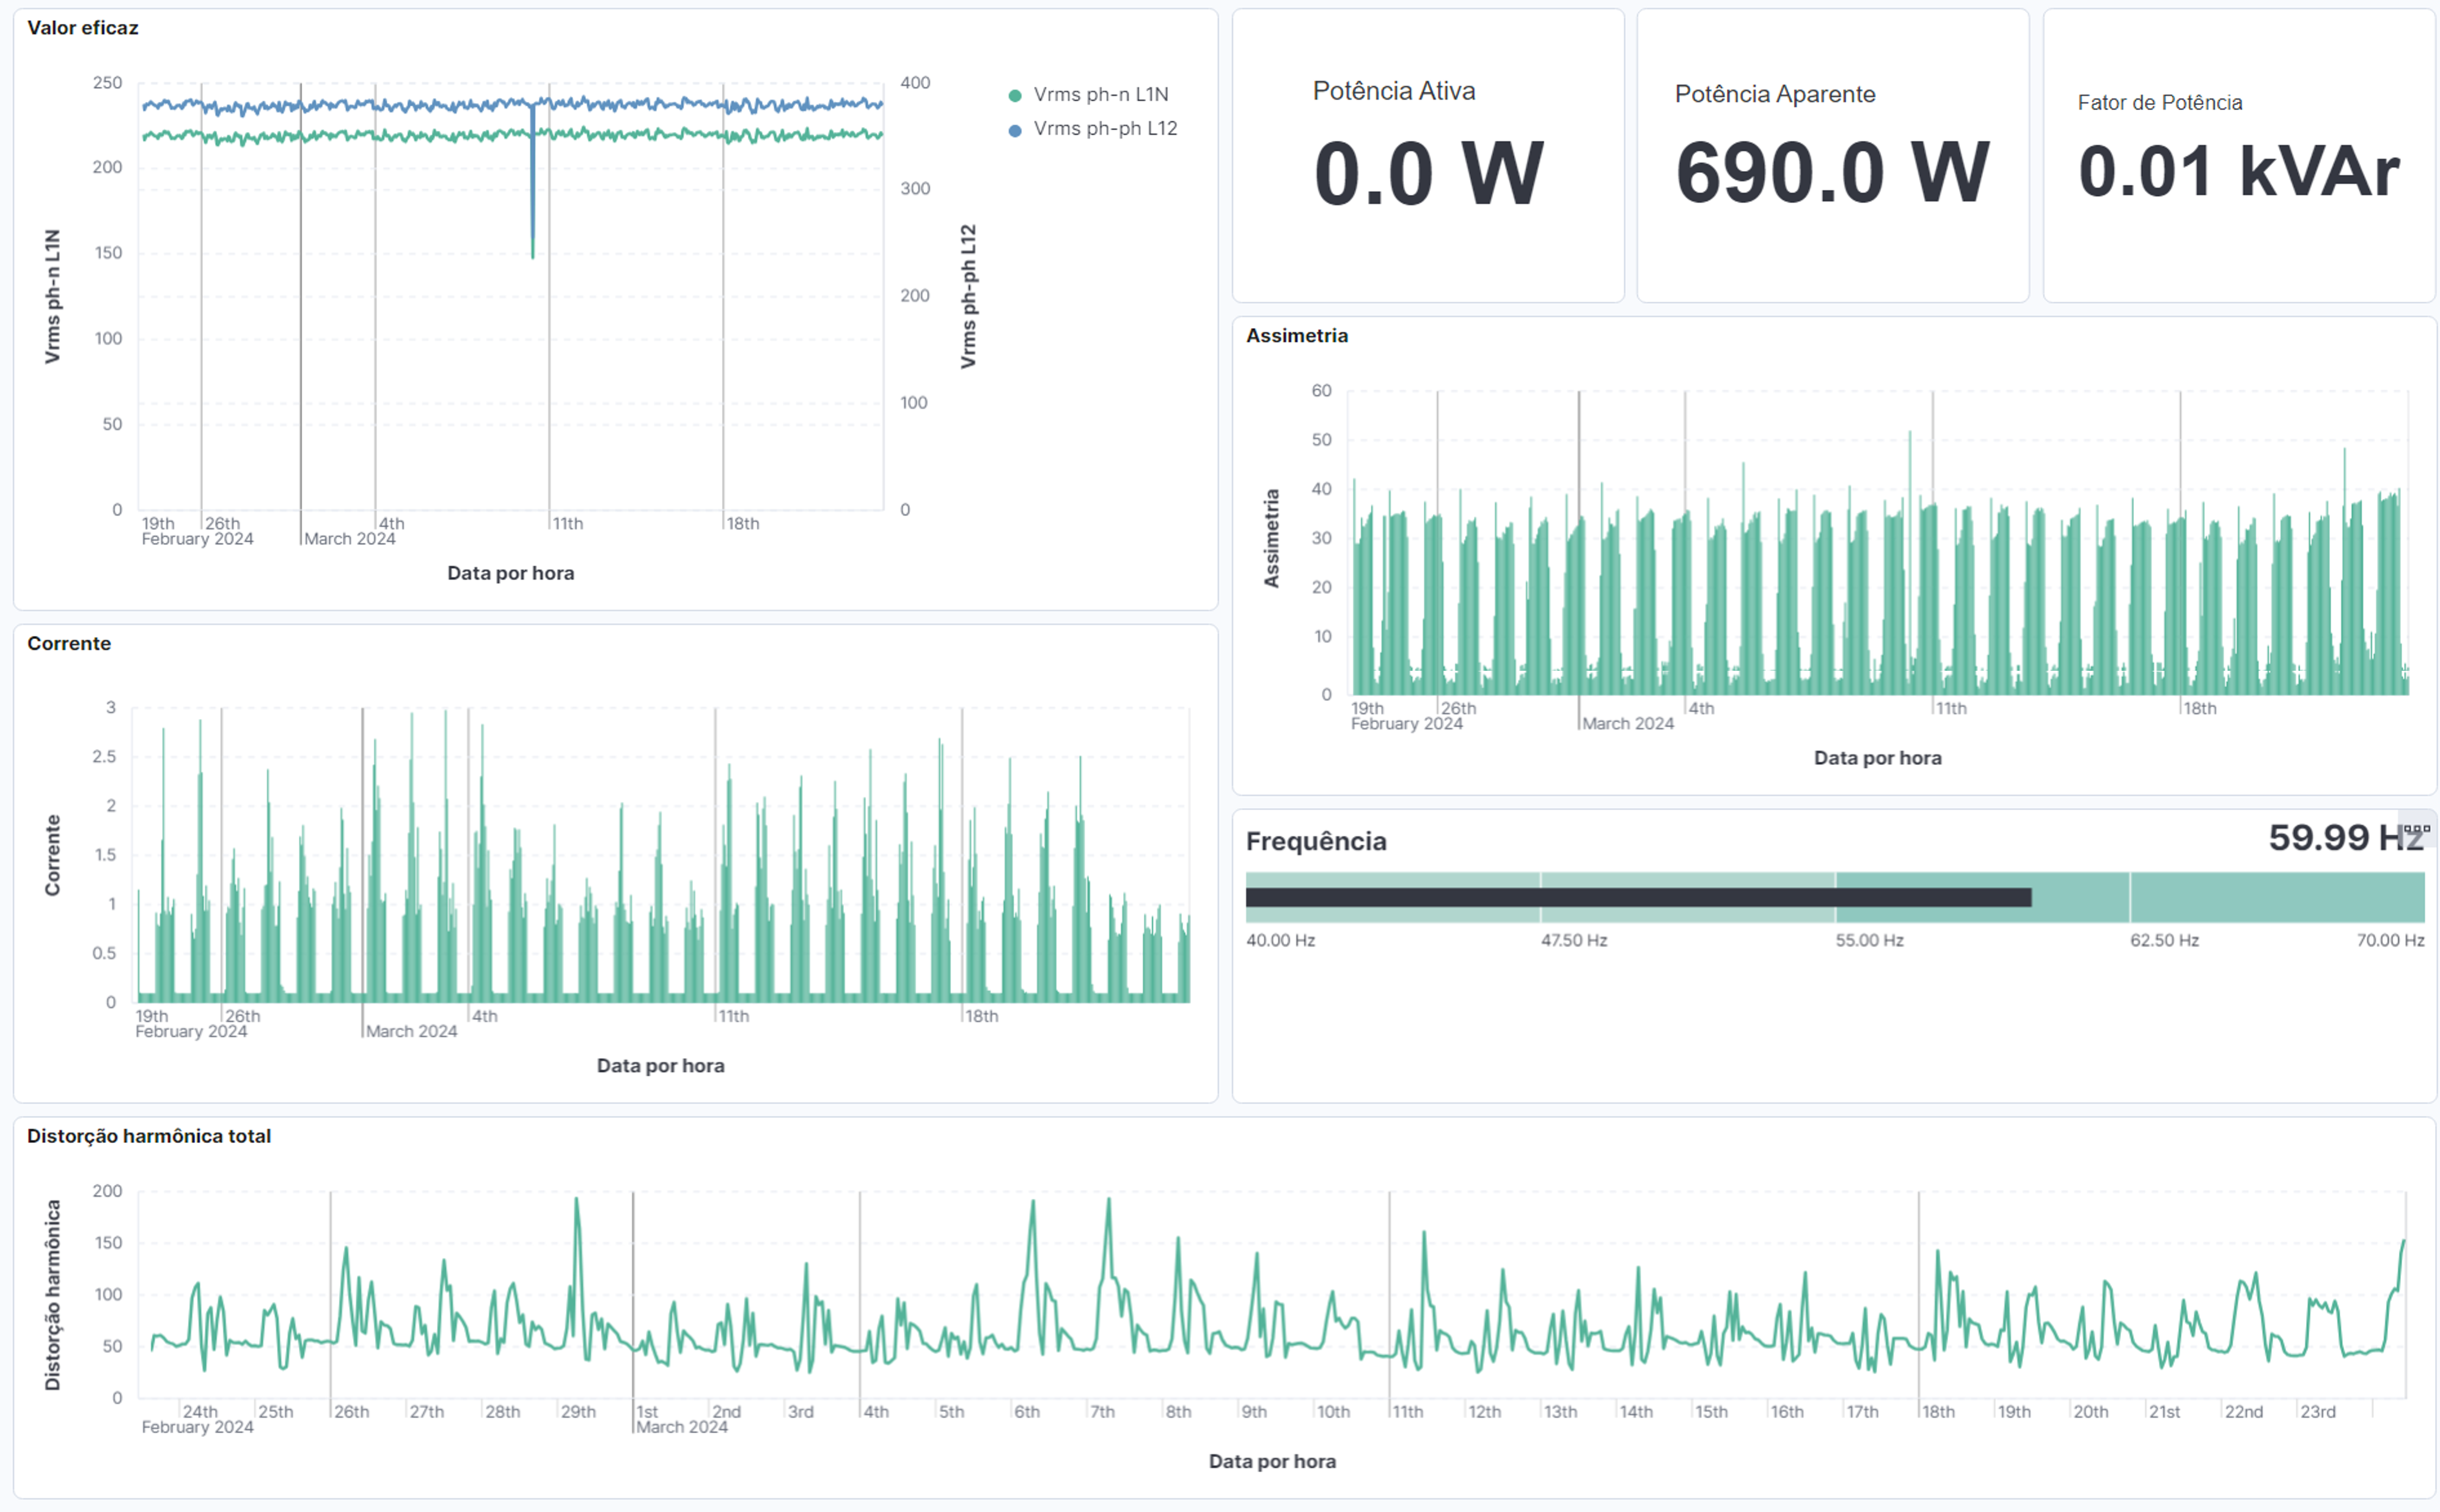 Valor eficaz
250
200
150
100
50
0
Vrms ph-n L1N
400
300
200
100
0
Vrms ph-ph L12
Vrms ph-n L1N
Vrms ph-ph L12
19th 26th 4th 11th 18th
February 2024 March 2024
Data por hora
Potência Ativa
0.0 W
Potência Aparente
690.0 W
Fator de Potência
0.01 kVAr
Assimetria
60
50
40
30
20
10
0
Assimetria
19th 26th 4th 11th 18th
February 2024 March 2024
Data por hora
Corrente
3
2.5
2
1.5
1
0.5
0
Corrente
19th 26th 4th 11th 18th
February 2024 March 2024
Data por hora
Frequência
59.99 Hz
40.00 Hz 47.50 Hz 55.00 Hz 62.50 Hz 70.00 Hz
Distorção harmônica total
200
150
100
50
0
Distorção harmônica
24th 25th 26th 27th 28th 29th 1st 2nd 3rd 4th 5th 6th 7th 8th 9th 10th 11th 12th 13th 14th 15th 16th 17th 18th 19th 20th 21st 22nd 23rd
February 2024 March 2024
Data por hora